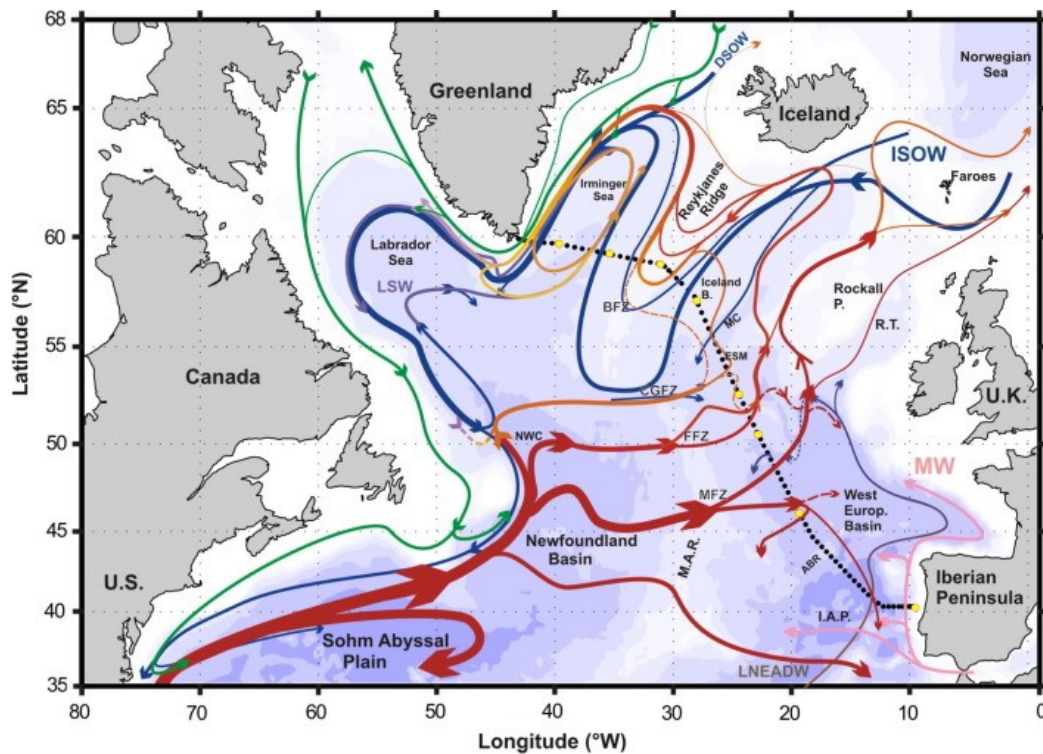 68
65
60
55
50
45
40
35
Latitude (°N)
80
70
60
50
40
30
20
10
0
Longitude (°W)
Greenland
DSOW
Iceland
Norwegian
Sea
ISOW
Faroes
Irminger
Sea
Reykjanes
Ridge
Labrador
Sea
LSW
Iceland
B.
BFZ
MC
Rockall
P.
R.T.
Canada
ESM
CGFZ
U.K.
NWC
FFZ
MW
MFZ
West
Europ.
Basin
Newfoundland
Basin
M.A.R.
ABR
U.S.
Iberian
Peninsula
I.A.P.
Sohm Abyssal
Plain
LNEADW